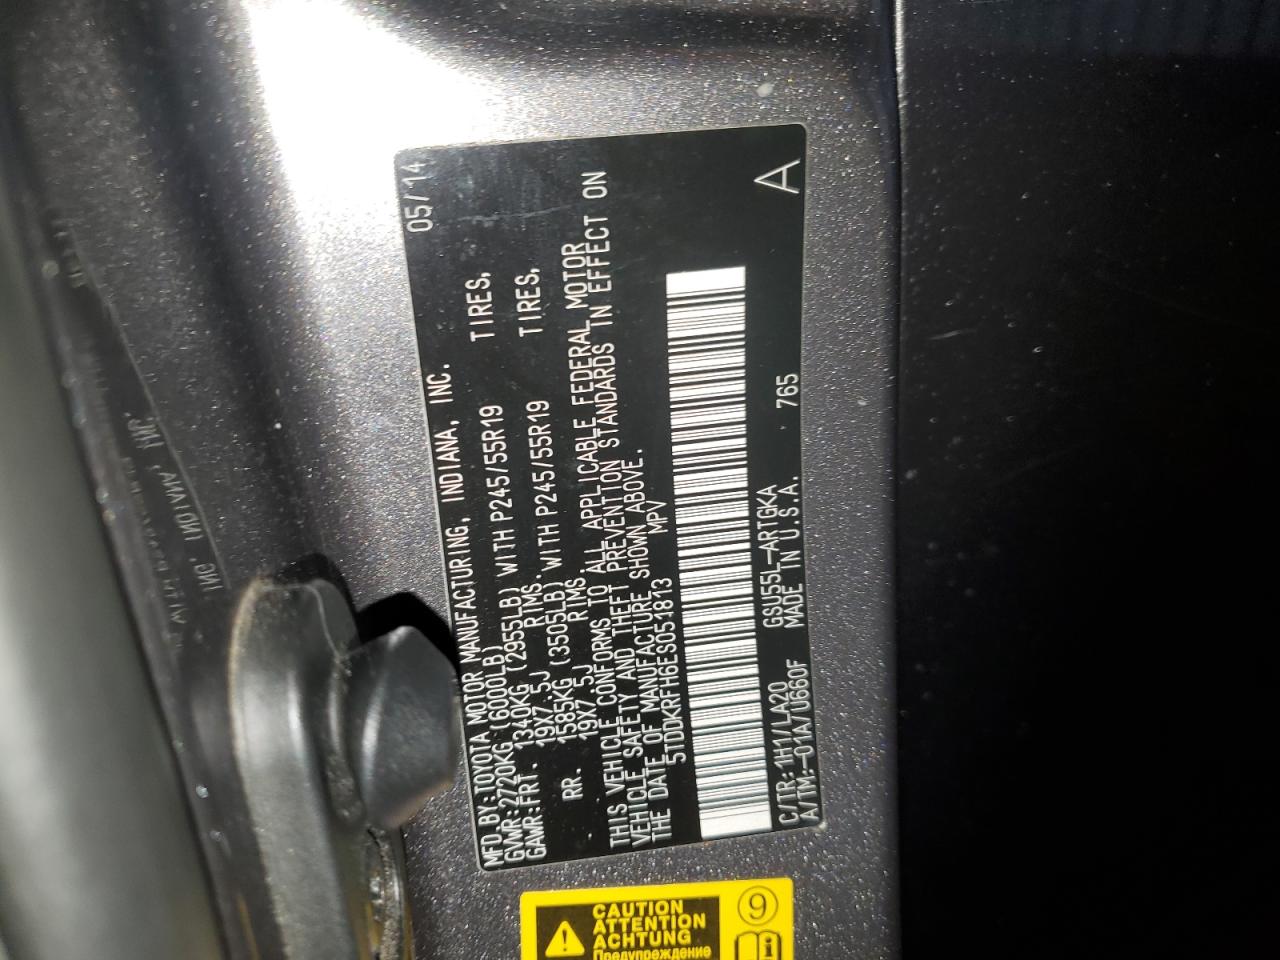 MFD.BY:TOYOTA MOTOR MANUFACTURING, INDIANA, INC. 05/14
GVWR:2720KG (6000LB)
GAWR:FRT. 1340KG (2955LB) WITH P245/55R19 TIRES,
19X7.5J RIMS.
RR. 1585KG (3505LB) WITH P245/55R19 TIRES,
19X7.5J RIMS.
THIS VEHICLE CONFORMS TO ALL APPLICABLE FEDERAL MOTOR
VEHICLE SAFETY AND THEFT PREVENTION STANDARDS IN EFFECT ON
THE DATE OF MANUFACTURE SHOWN ABOVE.
5TDDKRFH6ES051813 MPV
C/TR:1H1/LA20 GSU55L-ARTGKA
A/TM:-01A/U660F MADE IN U.S.A. 765 A
CAUTION
ATTENTION
ACHTUNG
Предупреждение
9